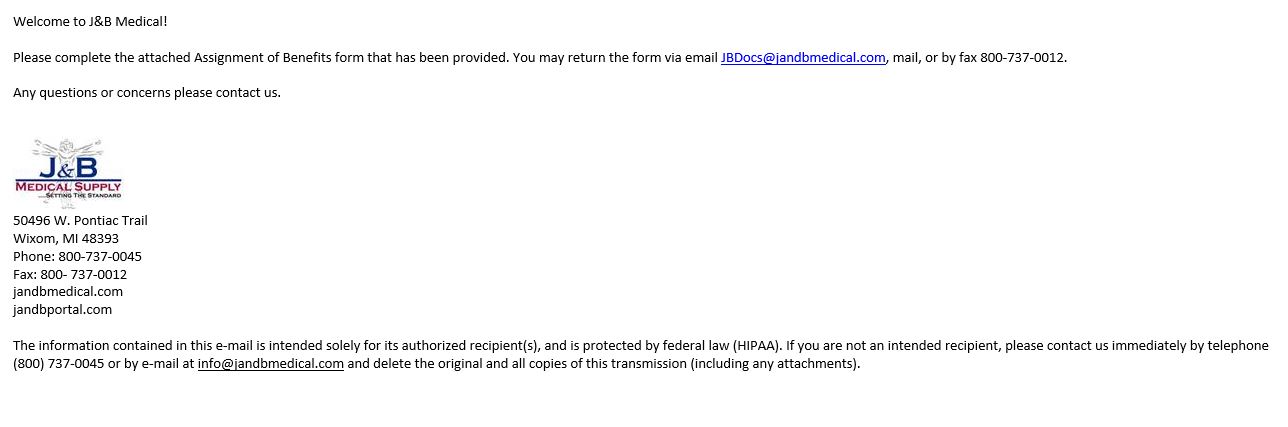 Welcome to J&B Medical!
Please complete the attached Assignment of Benefits form that has been provided. You may return the form via email JBDocs@jandbmedical.com, mail, or by fax 800-737-0012.
Any questions or concerns please contact us.
J&B
MEDICAL SUPPLY
SETTING THE STANDARD
50496 W. Pontiac Trail
Wixom, MI 48393
Phone: 800-737-0045
Fax: 800- 737-0012
jandbmedical.com
jandbportal.com
The information contained in this e-mail is intended solely for its authorized recipient(s), and is protected by federal law (HIPAA). If you are not an intended recipient, please contact us immediately by telephone
(800) 737-0045 or by e-mail at info@jandbmedical.com and delete the original and all copies of this transmission (including any attachments).